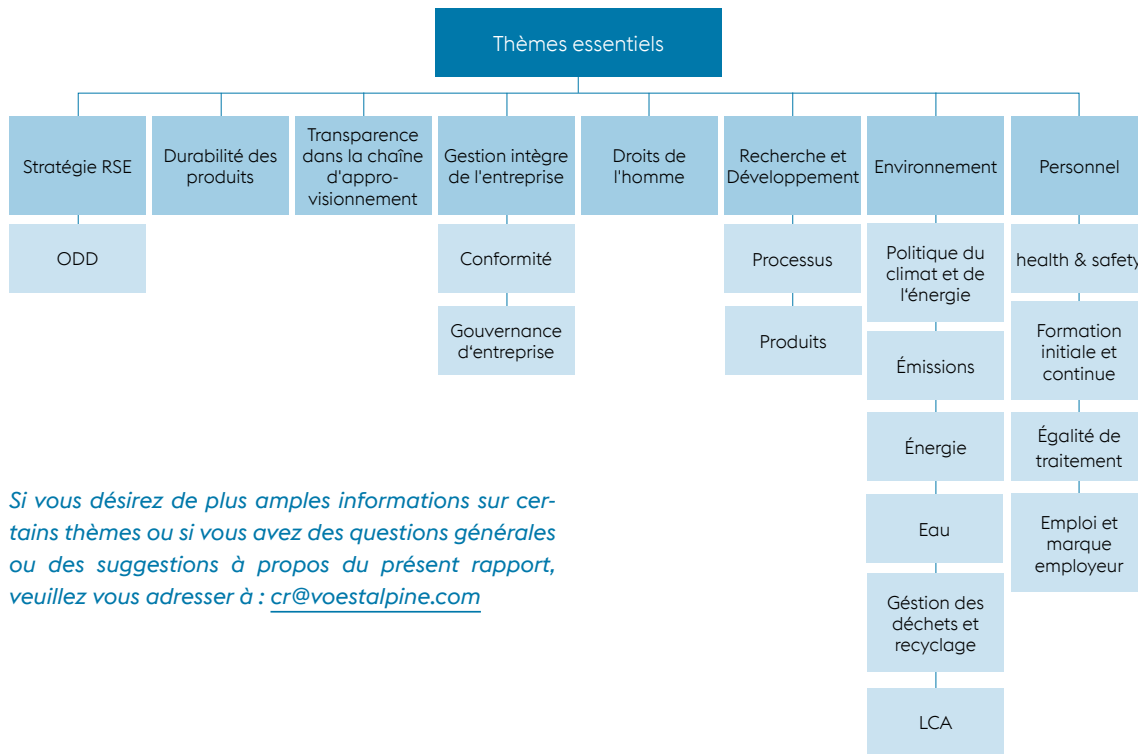 Thèmes essentiels
Stratégie RSE
Durabilité des
produits
Transparence
dans la chaîne
d'appro-
visionnement
Gestion intègre
de l'entreprise
Droits de
l'homme
Recherche et
Développement
Environnement
Personnel
ODD
Conformité
Gouvernance
d‘entreprise
Processus
Produits
Politique du
climat et de
l‘énergie
Émissions
Énergie
Eau
Géstion des
déchets et
recyclage
LCA
health & safety
Formation
initiale et
continue
Égalité de
traitement
Emploi et
marque
employeur
Si vous désirez de plus amples informations sur cer-
tains thèmes ou si vous avez des questions générales
ou des suggestions à propos du présent rapport,
veuillez vous adresser à : cr@voestalpine.com